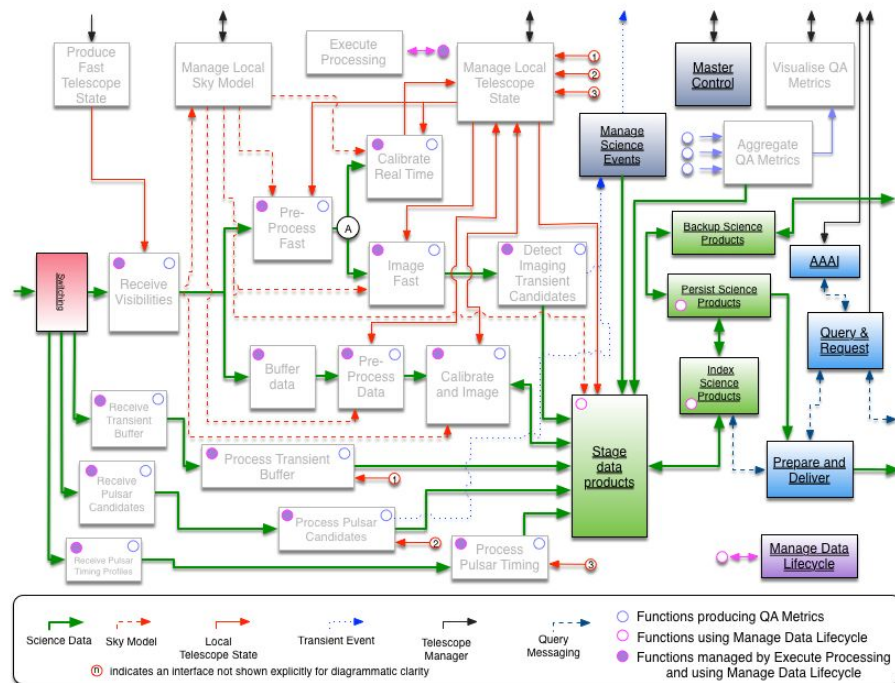 Produce
Fast
Telescope
State
Manage Local
Sky Model
Execute
Processing
Manage Local
Telescope
State
1
2
3
Master
Control
Visualise QA
Metrics
Manage
Science
Events
Aggregate
QA Metrics
Calibrate
Real Time
Pre-
Process
Fast
A
Backup Science
Products
AAAI
Switching
Receive
Visibilities
Image
Fast
Detect
Imaging
Transient
Candidates
Persist Science
Products
Query &
Request
Buffer
data
Pre-
Process
Data
Calibrate
and Image
Index
Science
Products
Receive
Transient
Buffer
Process Transient
Buffer
1
Stage
data
products
Prepare and
Deliver
Receive
Pulsar
Candidates
Process Pulsar
Candidates
2
Receive Pulsar
Timing Profiles
Process
Pulsar Timing
3
Manage Data
Lifecycle
Science Data
Sky Model
Local
Telescope State
Transient Event
Telescope
Manager
Query
Messaging
Functions producing QA Metrics
Functions using Manage Data Lifecycle
Functions managed by Execute Processing
and using Manage Data Lifecycle
n indicates an interface not shown explicitly for diagrammatic clarity